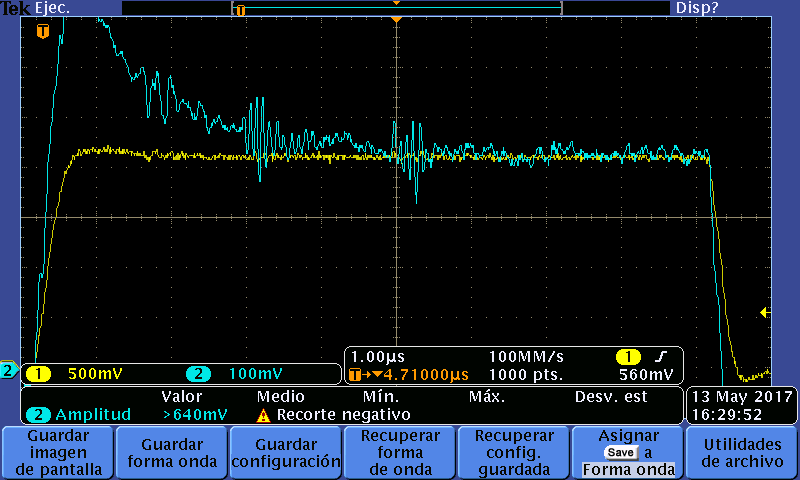 Tek Ejec. T Disp?
T
2
1 500mV 2 100mV
1.00µs 100MM/s 1
T→▼4.71000µs 1000 pts. 560mV
Valor Medio Mín. Máx. Desv. est
2 Amplitud >640mV Recorte negativo
13 May 2017
16:29:52
Guardar
imagen
de pantalla
Guardar
forma onda
Guardar
configuración
Recuperar
forma
de onda
Recuperar
config.
guardada
Asignar
Save a
Forma onda
Utilidades
de archivo